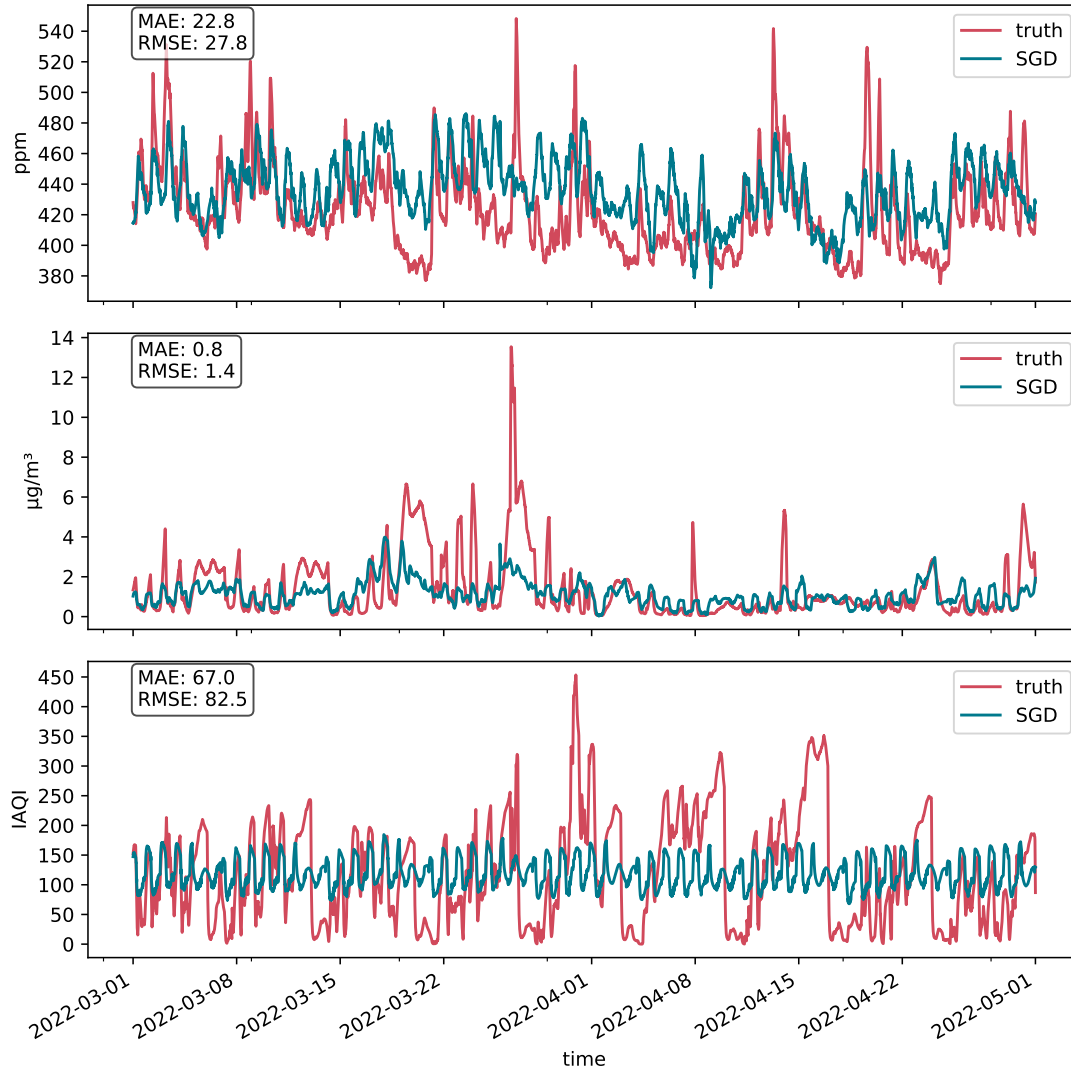 MAE: 22.8
RMSE: 27.8
truth
SGD
540
520
500
480
460
440
420
400
380
ppm
MAE: 0.8
RMSE: 1.4
truth
SGD
14
12
10
8
6
4
2
0
µg/m³
MAE: 67.0
RMSE: 82.5
truth
SGD
450
400
350
300
250
200
150
100
50
0
IAQI
2022-03-01
2022-03-08
2022-03-15
2022-03-22
2022-04-01
2022-04-08
2022-04-15
2022-04-22
2022-05-01
time